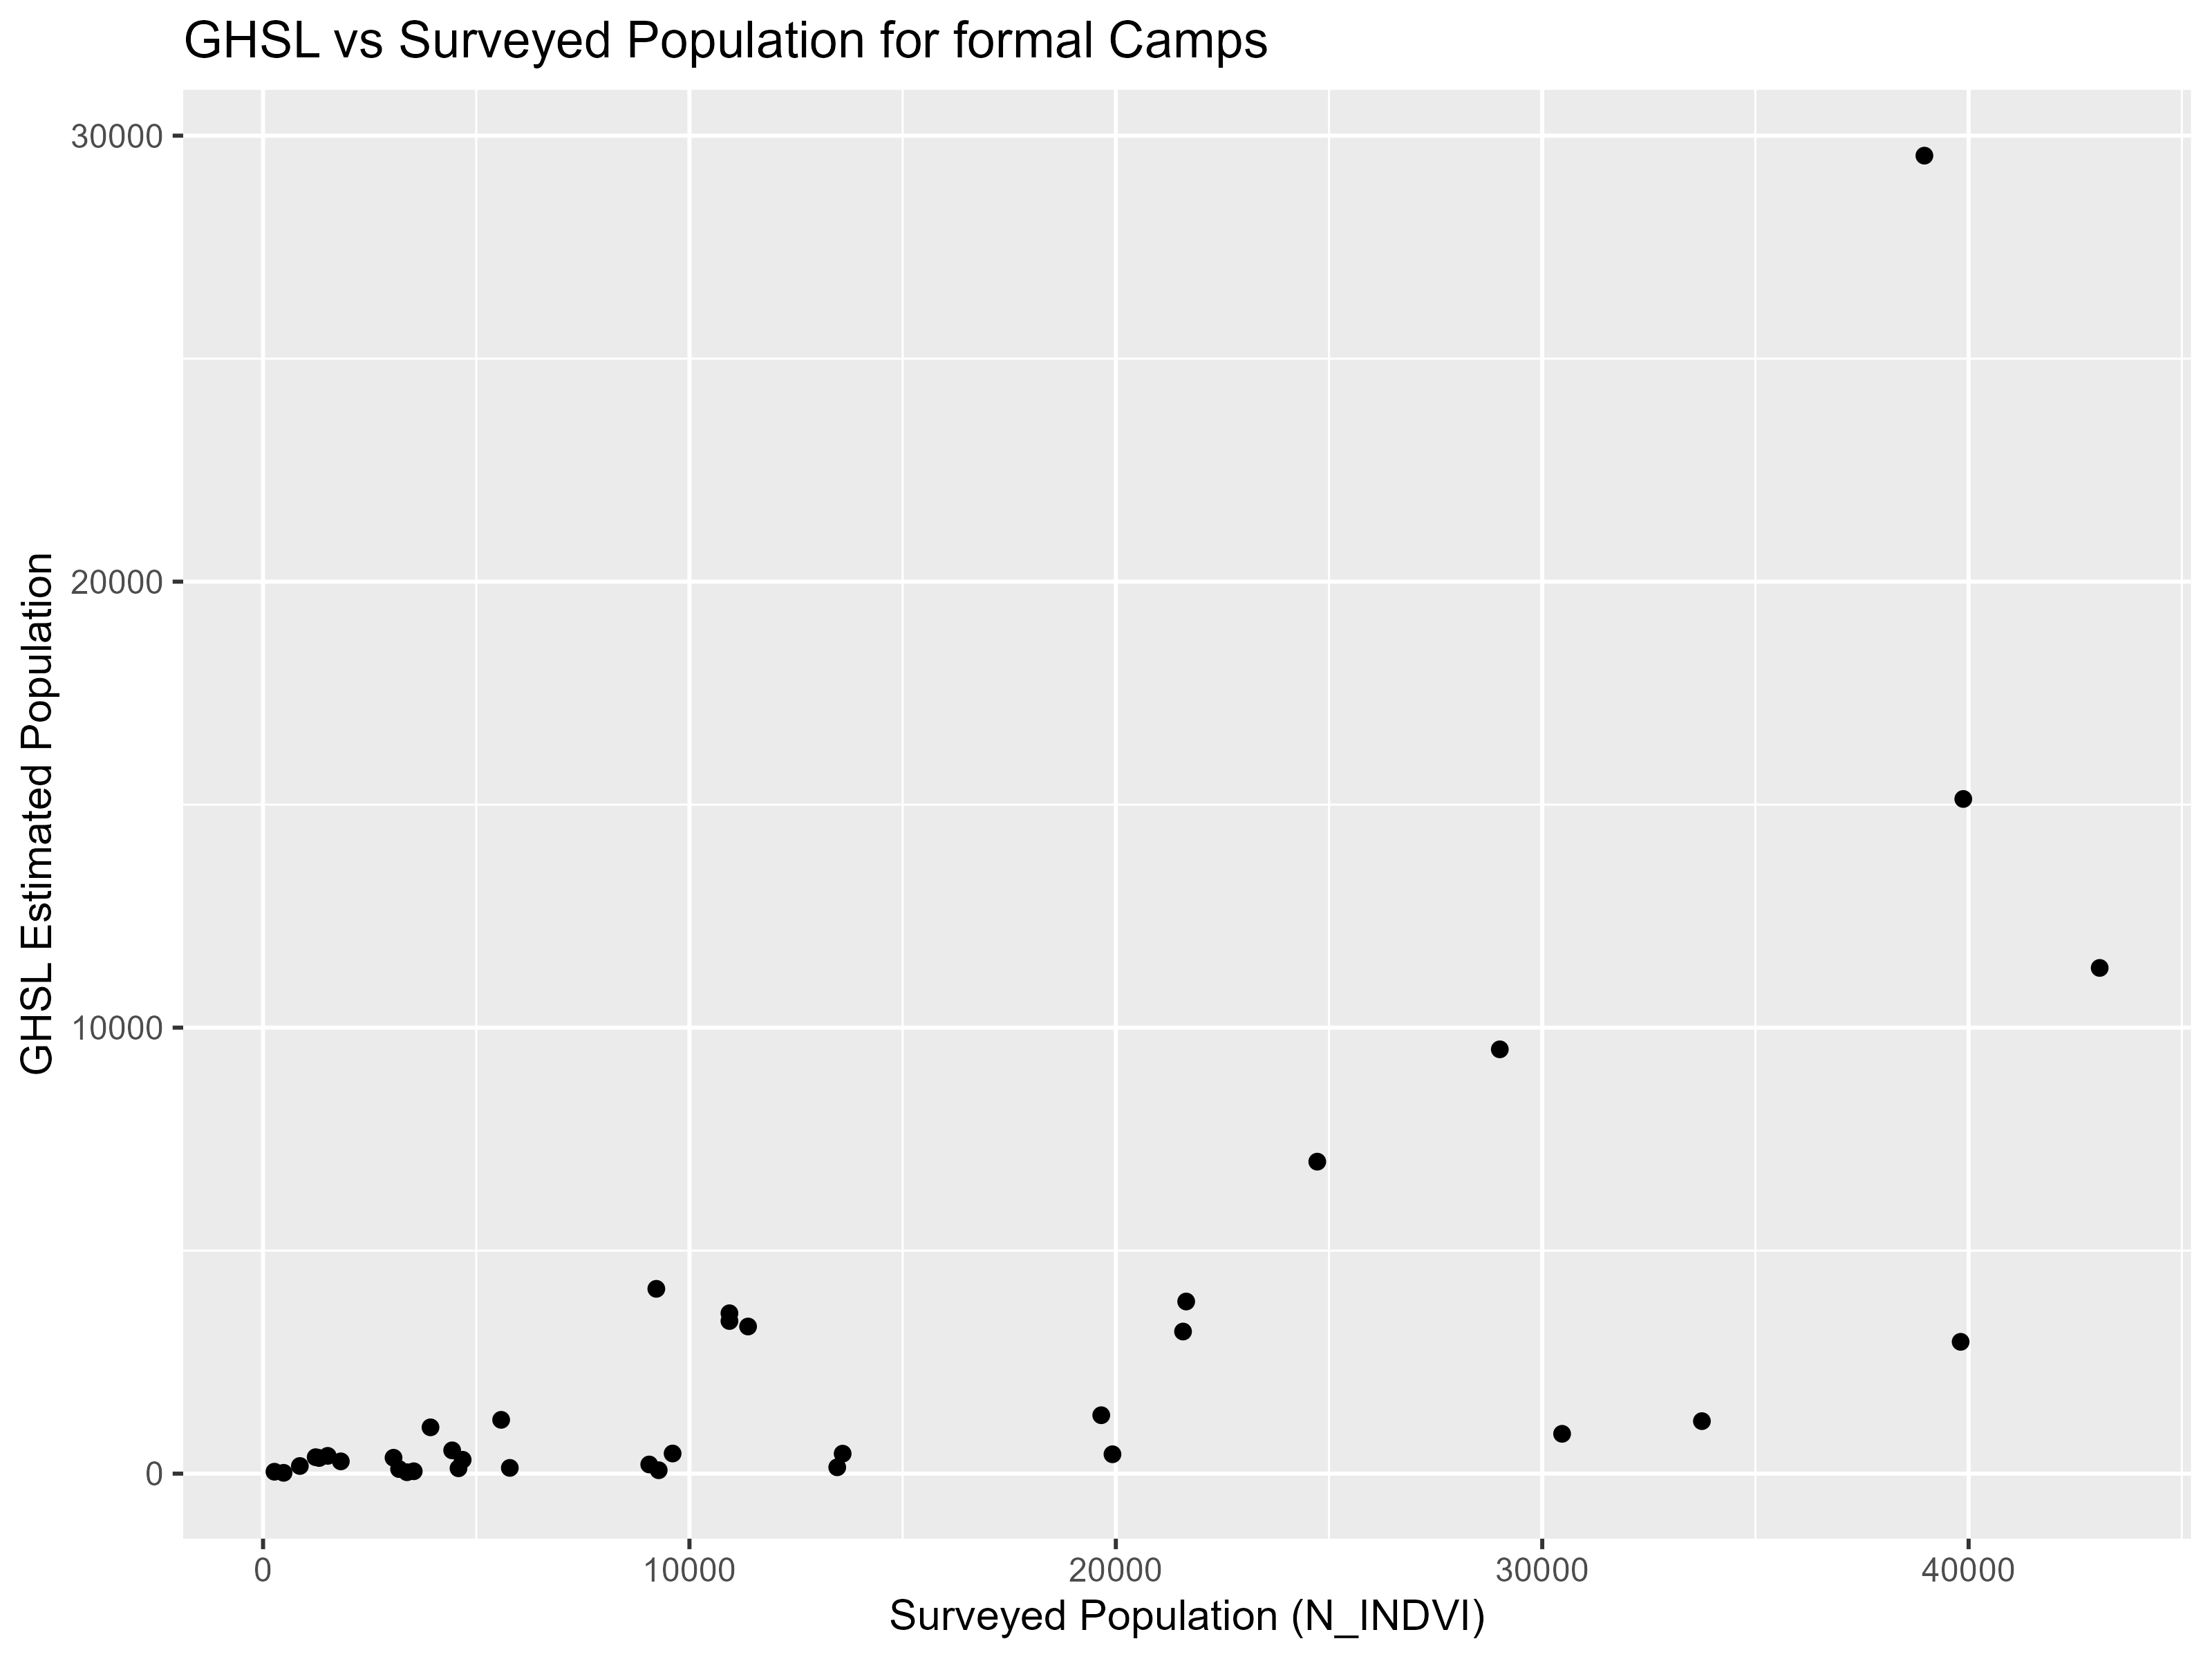 GHSL vs Surveyed Population for formal Camps
GHSL Estimated Population
30000
20000
10000
0
0 10000 20000 30000 40000
Surveyed Population (N_INDVI)